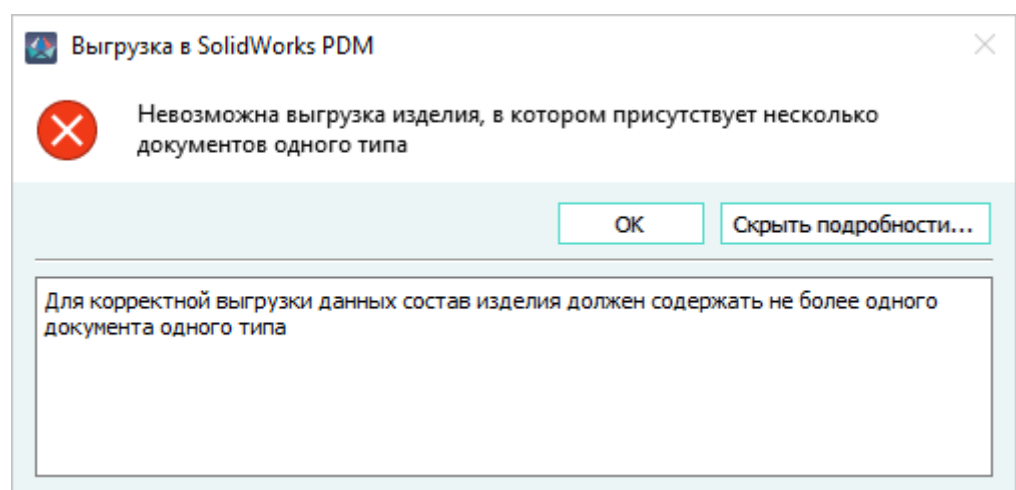 Выгрузка в SolidWorks PDM
Невозможна выгрузка изделия, в котором присутствует несколько
документов одного типа
OK
Скрыть подробности...
Для корректной выгрузки данных состав изделия должен содержать не более одного
документа одного типа